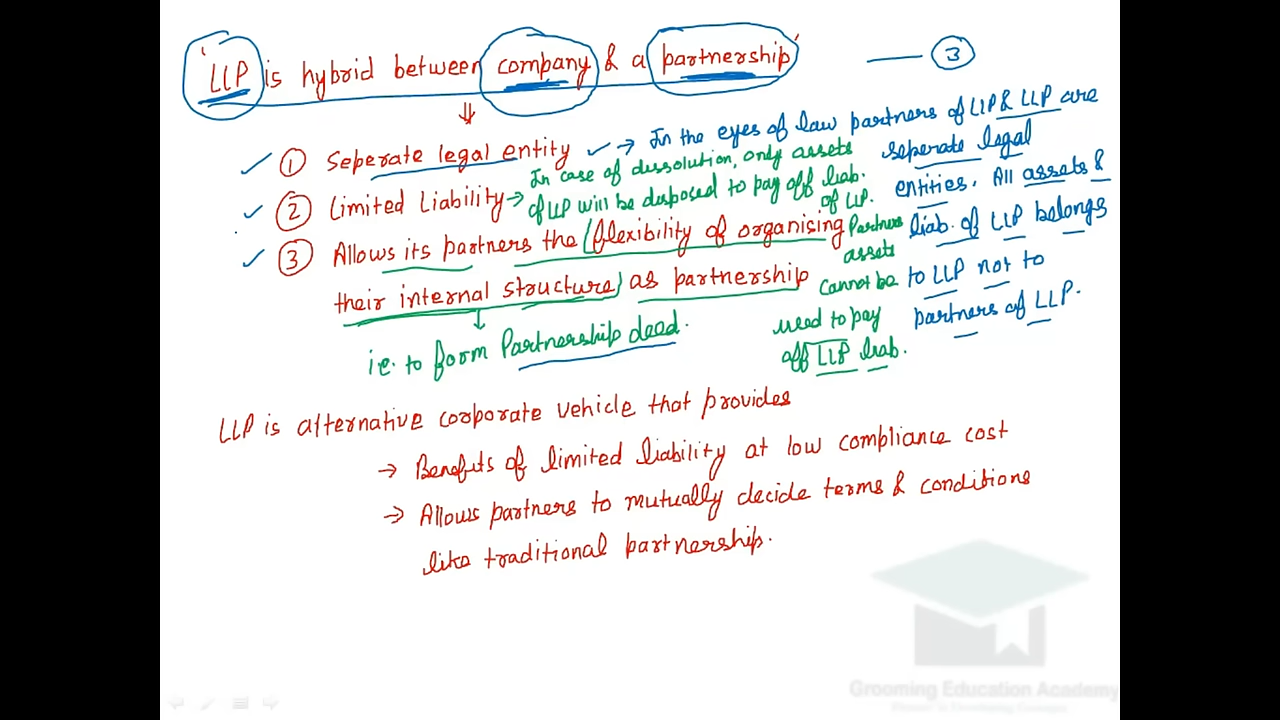 'LLP is hybrid between company & a partnership' — 3
① Seperate legal entity → In the eyes of law partners of LLP & LLP are
seperate legal
entities. All assets &
liab. of LLP belongs
to LLP not to
partners of LLP.
② Limited Liability → In case of dissolution, only assets
of LLP will be disposed to pay off liab.
of LLP.
Partners
assets
cannot be
used to pay
off LLP liab.
③ Allows its partners the (flexibility of organising
their internal structure) as partnership
i.e. to form Partnership deed.
LLP is alternative corporate vehicle that provides
→ Benefits of limited liability at low compliance cost
→ Allows partners to mutually decide terms & conditions
like traditional partnership.
Grooming Education Academy